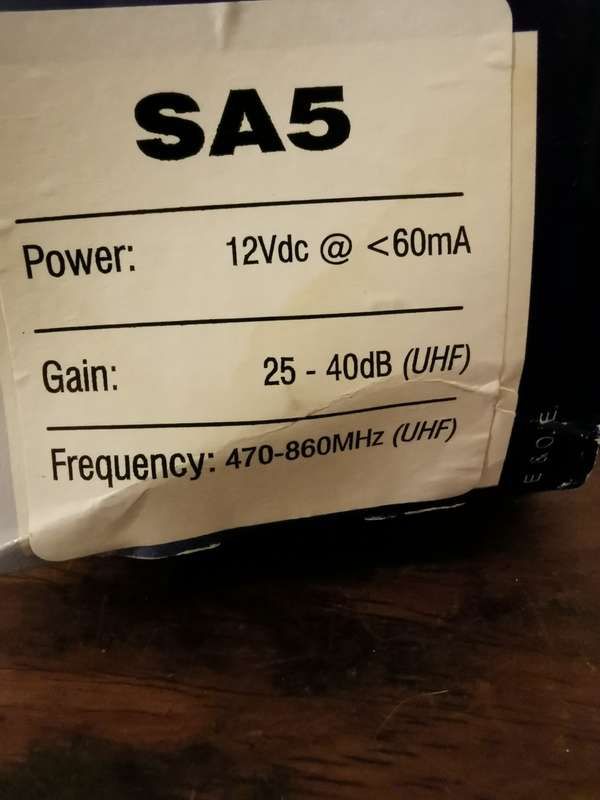 SA5
Power: 12Vdc @ <60mA
Gain: 25 - 40dB (UHF)
Frequency: 470-860MHz (UHF)
E & O. E.